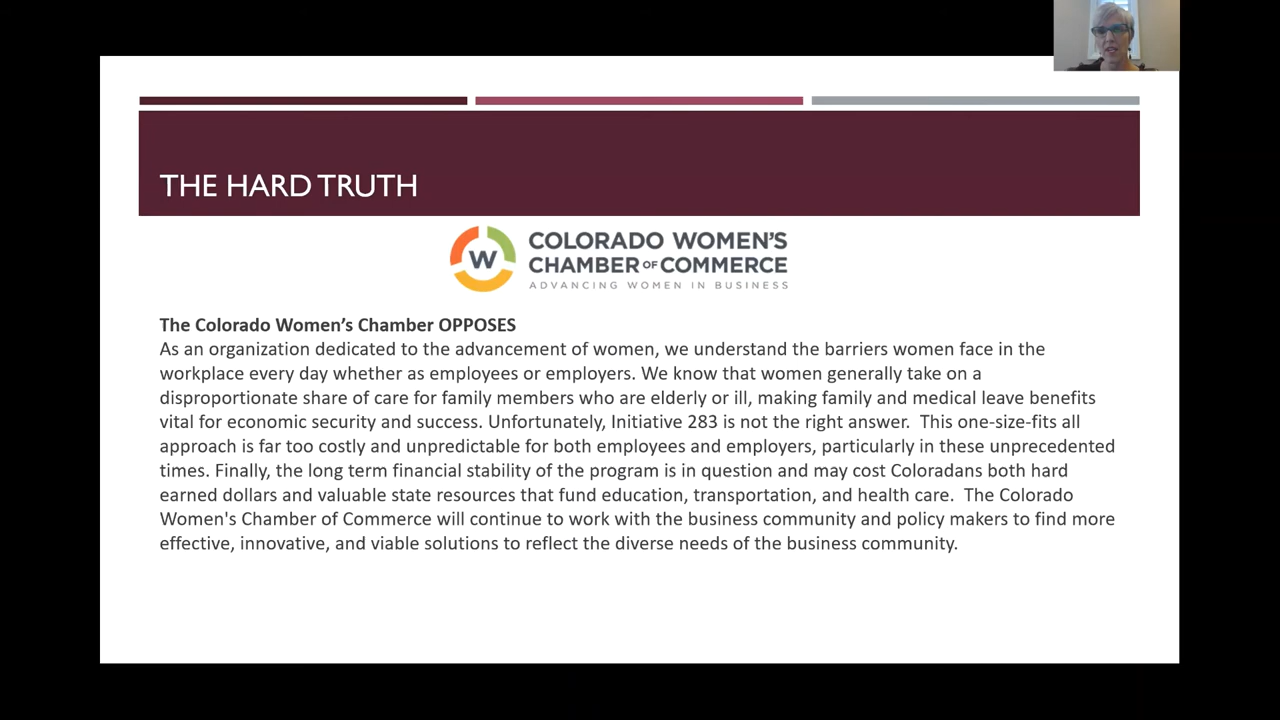 THE HARD TRUTH
W
COLORADO WOMEN'S
CHAMBER OF COMMERCE
ADVANCING WOMEN IN BUSINESS
The Colorado Women's Chamber OPPOSES
As an organization dedicated to the advancement of women, we understand the barriers women face in the
workplace every day whether as employees or employers. We know that women generally take on a
disproportionate share of care for family members who are elderly or ill, making family and medical leave benefits
vital for economic security and success. Unfortunately, Initiative 283 is not the right answer.  This one-size-fits all
approach is far too costly and unpredictable for both employees and employers, particularly in these unprecedented
times. Finally, the long term financial stability of the program is in question and may cost Coloradans both hard
earned dollars and valuable state resources that fund education, transportation, and health care.  The Colorado
Women's Chamber of Commerce will continue to work with the business community and policy makers to find more
effective, innovative, and viable solutions to reflect the diverse needs of the business community.